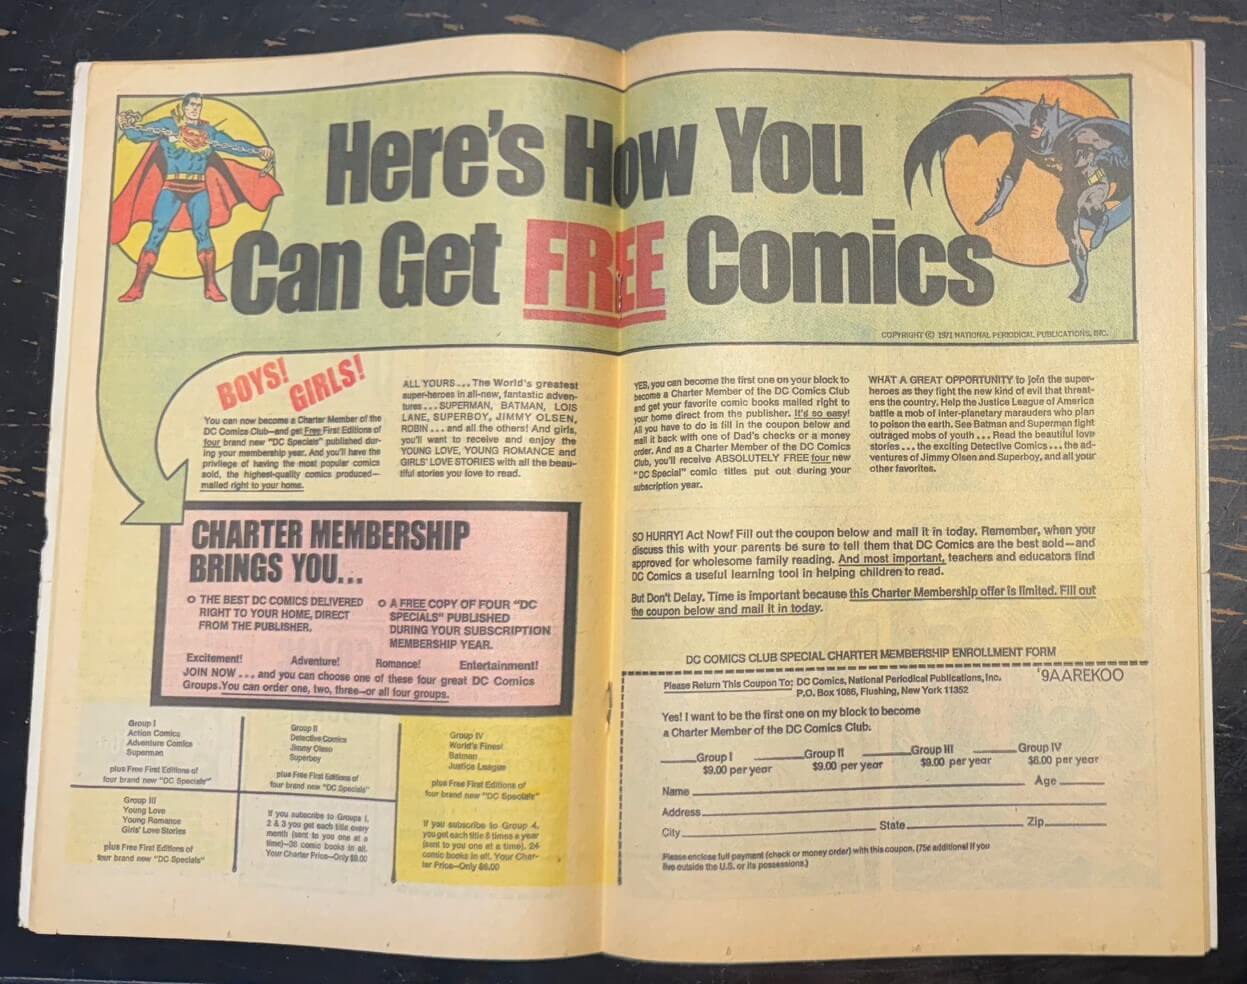 Here's How You
Can Get FREE Comics
COPYRIGHT © 1971 NATIONAL PERIODICAL PUBLICATIONS, INC.
BOYS!
GIRLS!
You can now become a Charter Member of the
DC Comics Club—and get Free First Editions of
four brand new "DC Specials" published dur-
ing your membership year. And you'll have the
privilege of having the most popular comics
sold, the highest-quality comics produced—
mailed right to your home.
ALL YOURS... The World's greatest
super-heroes in all-new, fantastic adven-
tures... SUPERMAN, BATMAN, LOIS
LANE, SUPERBOY, JIMMY OLSEN,
ROBIN... and all the others! And girls,
you'll want to receive and enjoy the
YOUNG LOVE, YOUNG ROMANCE and
GIRLS' LOVE STORIES with all the beau-
tiful stories you love to read.
YES, you can become the first one on your block to
become a Charter Member of the DC Comics Club
and get your favorite comic books mailed right to
your home direct from the publisher. It's so easy!
All you have to do is fill in the coupon below and
mail it back with one of Dad's checks or a money
order. And as a Charter Member of the DC Comics
Club, you'll receive ABSOLUTELY FREE four new
"DC Special" comic titles put out during your
subscription year.
WHAT A GREAT OPPORTUNITY to join the super-
heroes as they fight the new kind of evil that threat-
ens the country. Help the Justice League of America
battle a mob of inter-planetary marauders who plan
to poison the earth. See Batman and Superman fight
outraged mobs of youth... Read the beautiful love
stories... the exciting Detective Comics... the ad-
ventures of Jimmy Olsen and Superboy, and all your
other favorites.
CHARTER MEMBERSHIP
BRINGS YOU...
THE BEST DC COMICS DELIVERED
RIGHT TO YOUR HOME, DIRECT
FROM THE PUBLISHER.
A FREE COPY OF FOUR "DC
SPECIALS" PUBLISHED
DURING YOUR SUBSCRIPTION
MEMBERSHIP YEAR.
Excitement! Adventure! Romance! Entertainment!
JOIN NOW... and you can choose one of these four great DC Comics
Groups. You can order one, two, three—or all four groups.
SO HURRY! Act Now! Fill out the coupon below and mail it in today. Remember, when you
discuss this with your parents be sure to tell them that DC Comics are the best sold—and
approved for wholesome family reading. And most important, teachers and educators find
DC Comics a useful learning tool in helping children to read.
But Don't Delay. Time is important because this Charter Membership offer is limited. Fill out
the coupon below and mail it in today.
Group I
Action Comics
Adventure Comics
Superman
plus Free First Editions of
four brand new "DC Specials"
Group II
Detective Comics
Jimmy Olsen
Superboy
plus Free First Editions of
four brand new "DC Specials"
Group IV
World's Finest
Batman
Justice League
plus Free First Editions of
four brand new "DC Specials"
Group III
Young Love
Young Romance
Girls' Love Stories
plus Free First Editions of
four brand new "DC Specials"
If you subscribe to Groups 1,
2 & 3 you get each title every
month (sent to you one at a
time)—36 comic books in all.
Your Charter Price—Only $9.00
If you subscribe to Group 4,
you get each title 8 times a year
(sent to you one at a time). 24
comic books in all. Your Char-
ter Price—Only $6.00
DC COMICS CLUB SPECIAL CHARTER MEMBERSHIP ENROLLMENT FORM
Please Return This Coupon To: DC Comics, National Periodical Publications, Inc.
P.O. Box 1086, Flushing, New York 11352
'9AAREKOO
Yes! I want to be the first one on my block to become
a Charter Member of the DC Comics Club.
Group I Group II Group III Group IV
$9.00 per year $9.00 per year $9.00 per year $6.00 per year
Name Age
Address
City State Zip
Please enclose full payment (check or money order) with this coupon. (75¢ additional if you
live outside the U.S. or its possessions.)